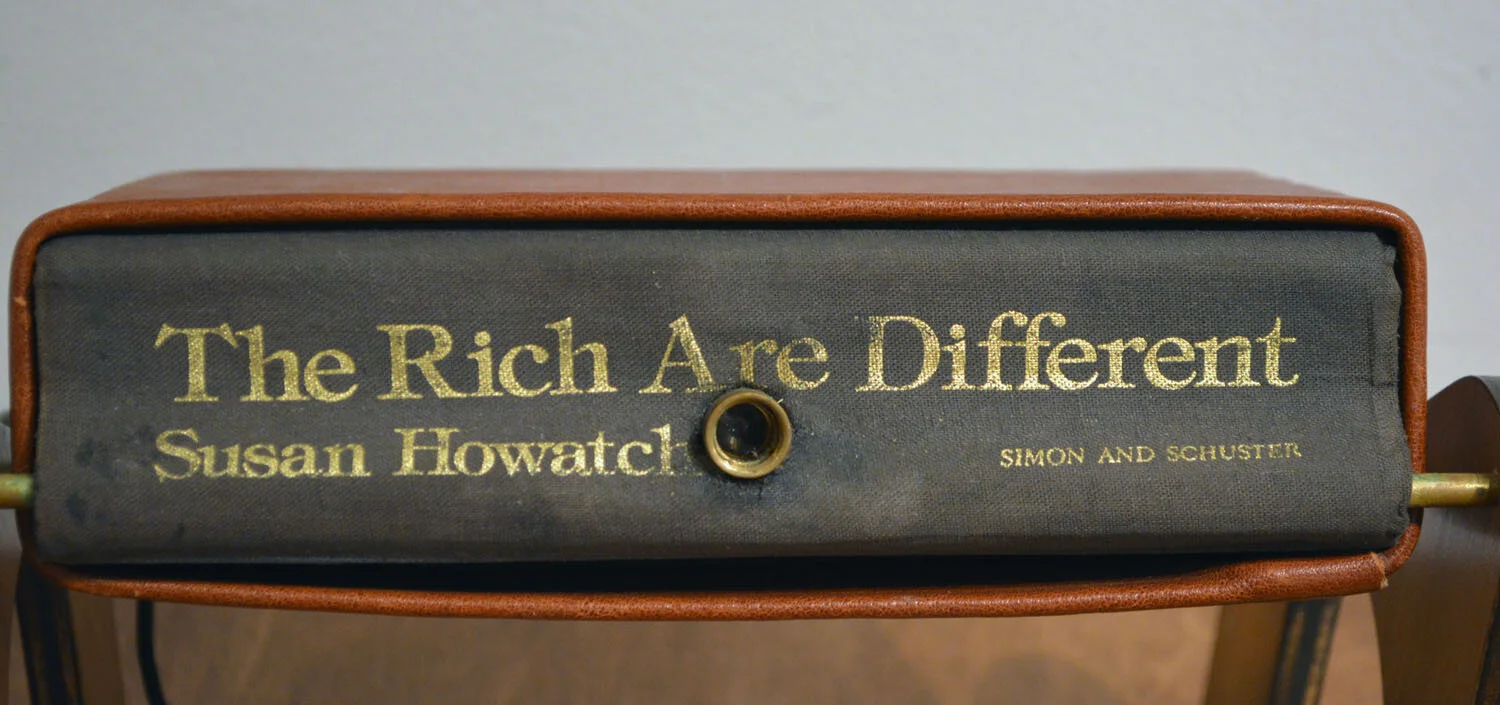 The Rich Are Different
Susan Howatch
SIMON AND SCHUSTER